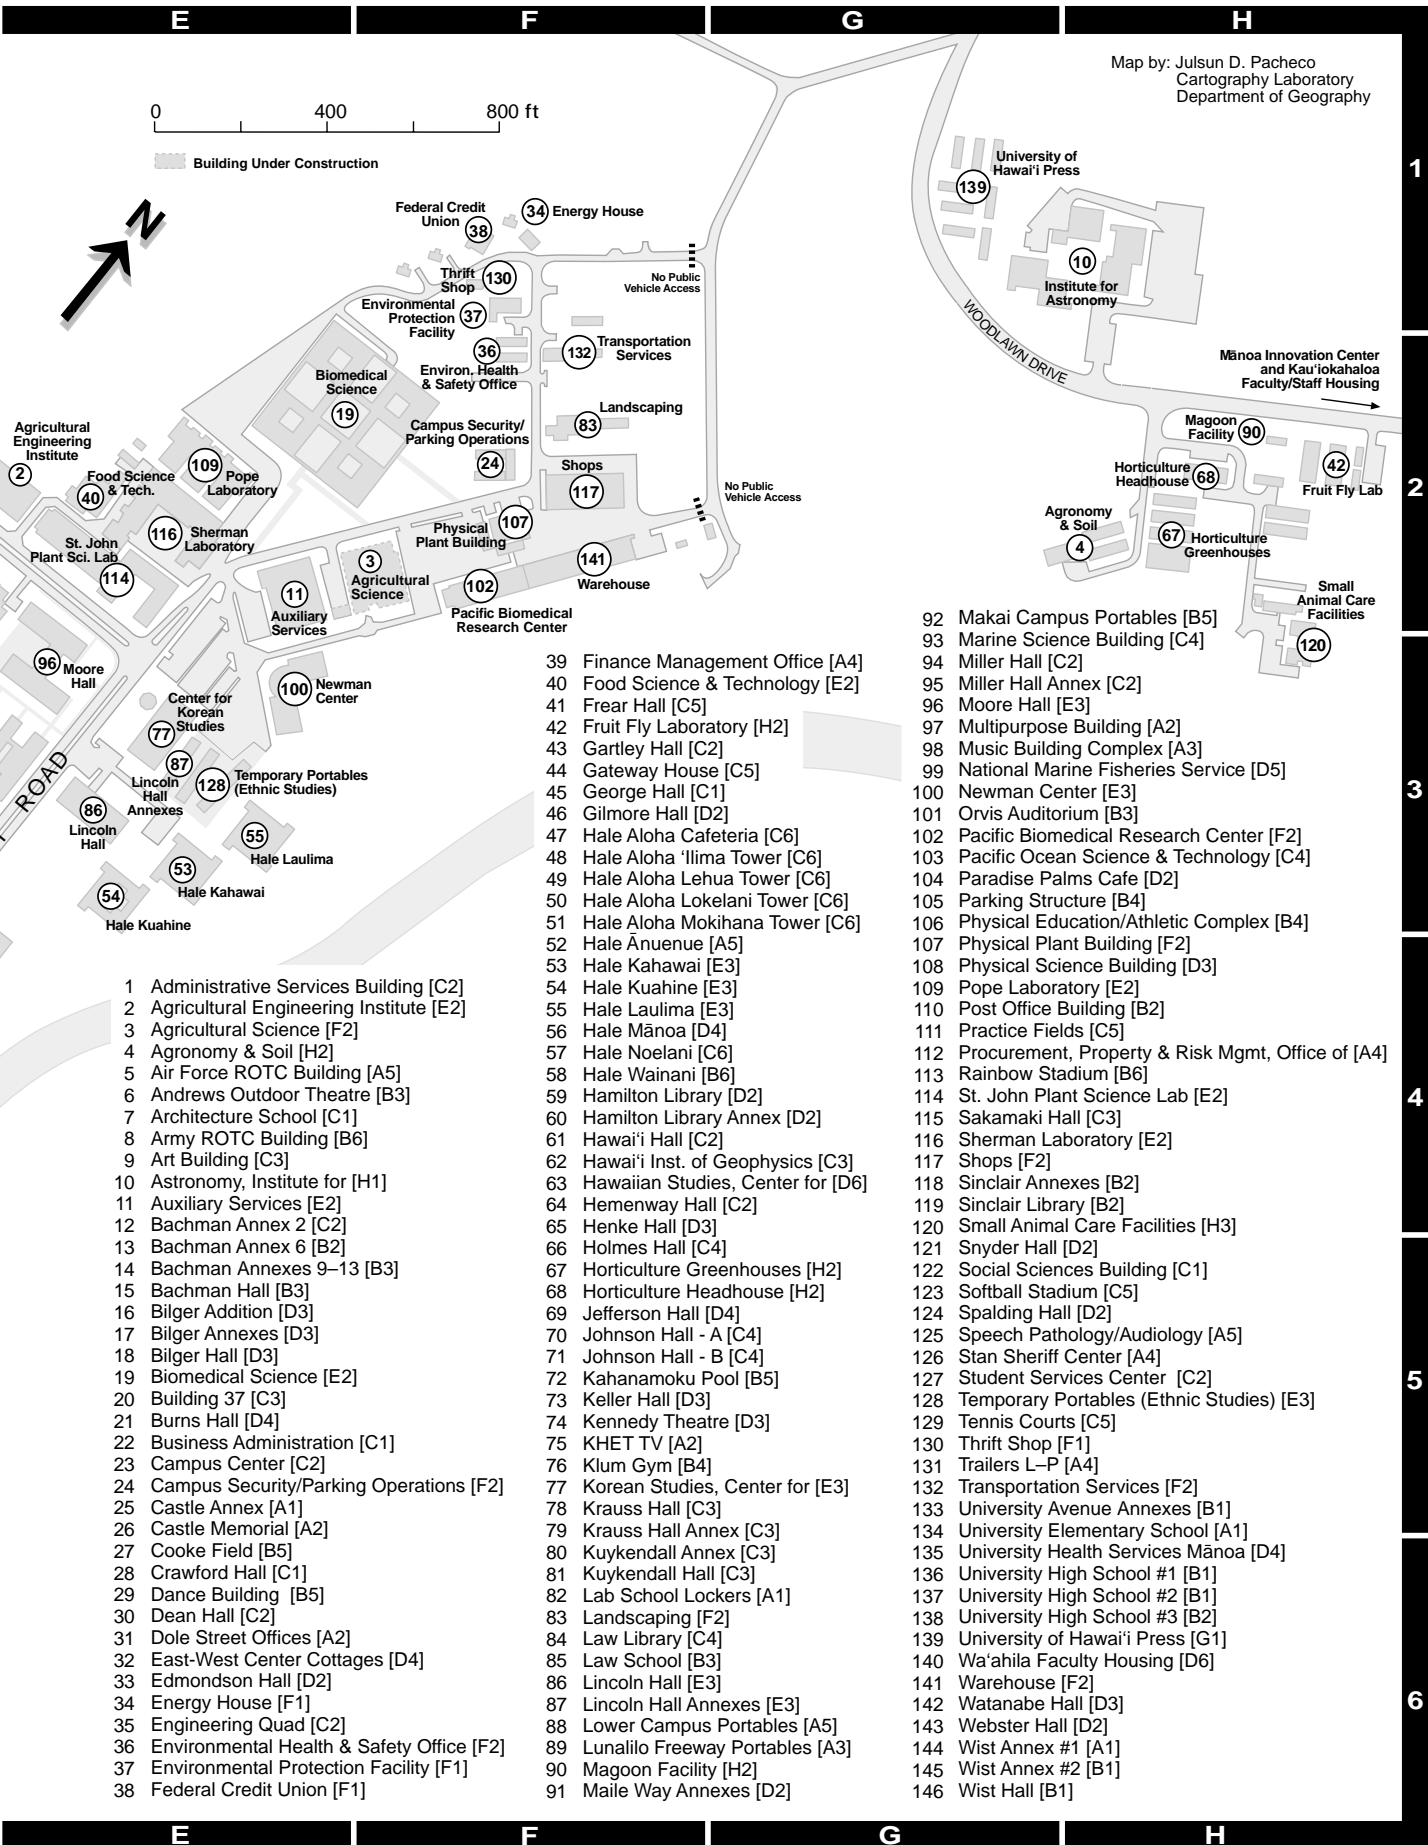 E F G H
Map by: Julsun D. Pacheco
Cartography Laboratory
Department of Geography
0 400 800 ft
Building Under Construction
N
1
University of
Hawai‘i Press
139
Federal Credit
Union
38
34 Energy House
10
Institute for
Astronomy
Thrift
Shop
130
No Public
Vehicle Access
Environmental
Protection
Facility
37
WOODLAWN DRIVE
36
Environ. Health
& Safety Office
132
Transportation
Services
Mānoa Innovation Center
and Kau‘iokahaloa
Faculty/Staff Housing
Biomedical
Science
19
Landscaping
83
Campus Security/
Parking Operations
24
Magoon
Facility
90
Agricultural
Engineering
Institute
2
109
Pope
Laboratory
Food Science
& Tech.
40
Shops
117
Horticulture
Headhouse
68
42
Fruit Fly Lab
2
No Public
Vehicle Access
116
Sherman
Laboratory
Physical
Plant Building
107
Agronomy
& Soil
4
67
Horticulture
Greenhouses
St. John
Plant Sci. Lab
114
3
Agricultural
Science
141
Warehouse
11
Auxiliary
Services
102
Pacific Biomedical
Research Center
Small
Animal Care
Facilities
120
96
Moore
Hall
100
Newman
Center
Center for
Korean
Studies
77
87
Lincoln
Hall
Annexes
128
Temporary Portables
(Ethnic Studies)
ROAD
3
86
Lincoln
Hall
55
Hale Laulima
53
Hale Kahawai
54
Hale Kuahine
1 Administrative Services Building [C2]
2 Agricultural Engineering Institute [E2]
3 Agricultural Science [F2]
4 Agronomy & Soil [H2]
5 Air Force ROTC Building [A5]
6 Andrews Outdoor Theatre [B3]
7 Architecture School [C1]
8 Army ROTC Building [B6]
9 Art Building [C3]
10 Astronomy, Institute for [H1]
11 Auxiliary Services [E2]
12 Bachman Annex 2 [C2]
13 Bachman Annex 6 [B2]
14 Bachman Annexes 9–13 [B3]
15 Bachman Hall [B3]
16 Bilger Addition [D3]
17 Bilger Annexes [D3]
18 Bilger Hall [D3]
19 Biomedical Science [E2]
20 Building 37 [C3]
21 Burns Hall [D4]
22 Business Administration [C1]
23 Campus Center [C2]
24 Campus Security/Parking Operations [F2]
25 Castle Annex [A1]
26 Castle Memorial [A2]
27 Cooke Field [B5]
28 Crawford Hall [C1]
29 Dance Building [B5]
30 Dean Hall [C2]
31 Dole Street Offices [A2]
32 East-West Center Cottages [D4]
33 Edmondson Hall [D2]
34 Energy House [F1]
35 Engineering Quad [C2]
36 Environmental Health & Safety Office [F2]
37 Environmental Protection Facility [F1]
38 Federal Credit Union [F1]
39 Finance Management Office [A4]
40 Food Science & Technology [E2]
41 Frear Hall [C5]
42 Fruit Fly Laboratory [H2]
43 Gartley Hall [C2]
44 Gateway House [C5]
45 George Hall [C1]
46 Gilmore Hall [D2]
47 Hale Aloha Cafeteria [C6]
48 Hale Aloha ‘Ilima Tower [C6]
49 Hale Aloha Lehua Tower [C6]
50 Hale Aloha Lokelani Tower [C6]
51 Hale Aloha Mokihana Tower [C6]
52 Hale Ānuenue [A5]
53 Hale Kahawai [E3]
54 Hale Kuahine [E3]
55 Hale Laulima [E3]
56 Hale Mānoa [D4]
57 Hale Noelani [C6]
58 Hale Wainani [B6]
59 Hamilton Library [D2]
60 Hamilton Library Annex [D2]
61 Hawai‘i Hall [C2]
62 Hawai‘i Inst. of Geophysics [C3]
63 Hawaiian Studies, Center for [D6]
64 Hemenway Hall [C2]
65 Henke Hall [D3]
66 Holmes Hall [C4]
67 Horticulture Greenhouses [H2]
68 Horticulture Headhouse [H2]
69 Jefferson Hall [D4]
70 Johnson Hall - A [C4]
71 Johnson Hall - B [C4]
72 Kahanamoku Pool [B5]
73 Keller Hall [D3]
74 Kennedy Theatre [D3]
75 KHET TV [A2]
76 Klum Gym [B4]
77 Korean Studies, Center for [E3]
78 Krauss Hall [C3]
79 Krauss Hall Annex [C3]
80 Kuykendall Annex [C3]
81 Kuykendall Hall [C3]
82 Lab School Lockers [A1]
83 Landscaping [F2]
84 Law Library [C4]
85 Law School [B3]
86 Lincoln Hall [E3]
87 Lincoln Hall Annexes [E3]
88 Lower Campus Portables [A5]
89 Lunalilo Freeway Portables [A3]
90 Magoon Facility [H2]
91 Maile Way Annexes [D2]
92 Makai Campus Portables [B5]
93 Marine Science Building [C4]
94 Miller Hall [C2]
95 Miller Hall Annex [C2]
96 Moore Hall [E3]
97 Multipurpose Building [A2]
98 Music Building Complex [A3]
99 National Marine Fisheries Service [D5]
100 Newman Center [E3]
101 Orvis Auditorium [B3]
102 Pacific Biomedical Research Center [F2]
103 Pacific Ocean Science & Technology [C4]
104 Paradise Palms Cafe [D2]
105 Parking Structure [B4]
106 Physical Education/Athletic Complex [B4]
107 Physical Plant Building [F2]
108 Physical Science Building [D3]
109 Pope Laboratory [E2]
110 Post Office Building [B2]
111 Practice Fields [C5]
112 Procurement, Property & Risk Mgmt, Office of [A4]
113 Rainbow Stadium [B6]
114 St. John Plant Science Lab [E2]
115 Sakamaki Hall [C3]
116 Sherman Laboratory [E2]
117 Shops [F2]
118 Sinclair Annexes [B2]
119 Sinclair Library [B2]
120 Small Animal Care Facilities [H3]
121 Snyder Hall [D2]
122 Social Sciences Building [C1]
123 Softball Stadium [C5]
124 Spalding Hall [D2]
125 Speech Pathology/Audiology [A5]
126 Stan Sheriff Center [A4]
127 Student Services Center [C2]
128 Temporary Portables (Ethnic Studies) [E3]
129 Tennis Courts [C5]
130 Thrift Shop [F1]
131 Trailers L–P [A4]
132 Transportation Services [F2]
133 University Avenue Annexes [B1]
134 University Elementary School [A1]
135 University Health Services Mānoa [D4]
136 University High School #1 [B1]
137 University High School #2 [B1]
138 University High School #3 [B2]
139 University of Hawai‘i Press [G1]
140 Wa‘ahila Faculty Housing [D6]
141 Warehouse [F2]
142 Watanabe Hall [D3]
143 Webster Hall [D2]
144 Wist Annex #1 [A1]
145 Wist Annex #2 [B1]
146 Wist Hall [B1]
4
5
6
E F G H